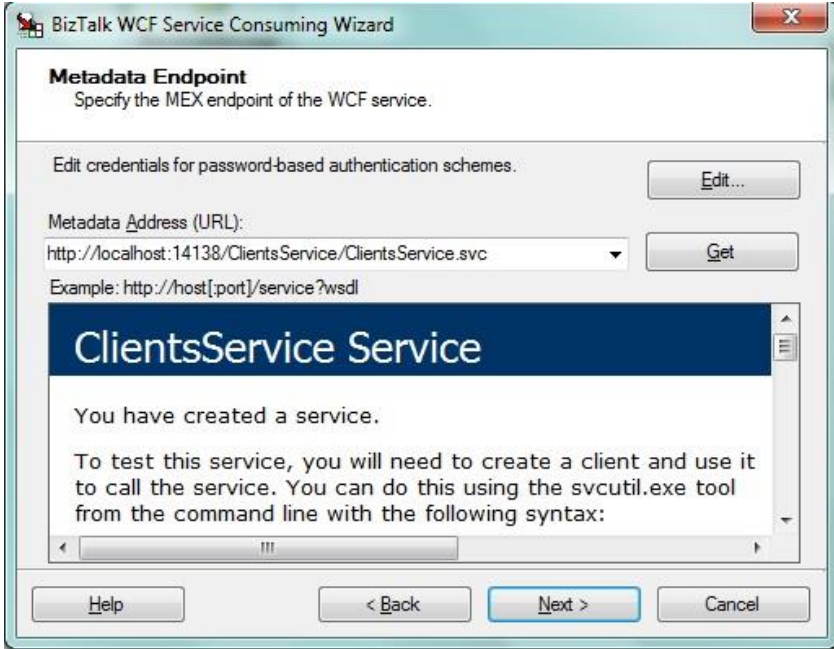 BizTalk WCF Service Consuming Wizard
Metadata Endpoint
Specify the MEX endpoint of the WCF service.
Edit credentials for password-based authentication schemes.
Edit...
Metadata Address (URL):
http://localhost:14138/ClientsService/ClientsService.svc
Get
Example: http://host[:port]/service?wsdl
ClientsService Service
You have created a service.
To test this service, you will need to create a client and use it
to call the service. You can do this using the svcutil.exe tool
from the command line with the following syntax:
Help
< Back
Next >
Cancel